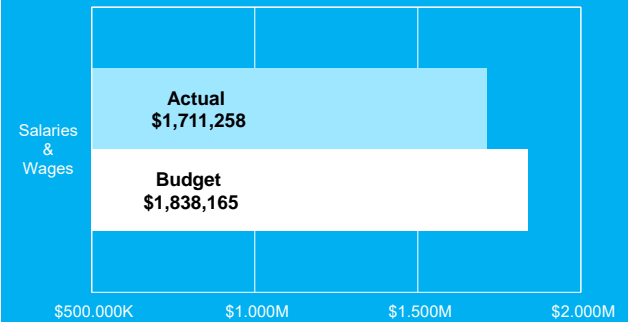 Actual
$1,711,258
Salaries
&
Wages
Budget
$1,838,165
$500.000K
$1.000M
$1.500M
$2.000M